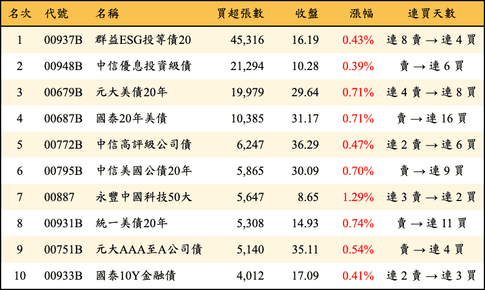 名次 代號 名稱 買超張數 收盤 漲幅 連買天數
1 00937B 群益ESG投等債20 45,316 16.19 0.43% 連 8 賣 → 連 4 買
2 00948B 中信優息投資級債 21,294 10.28 0.39% 賣 → 連 6 買
3 00679B 元大美債20年 19,979 29.64 0.71% 連 4 賣 → 連 8 買
4 00687B 國泰20年美債 10,385 31.17 0.71% 賣 → 連 16 買
5 00772B 中信高評級公司債 6,247 36.29 0.47% 連 2 賣 → 連 6 買
6 00795B 中信美國公債20年 5,865 30.09 0.70% 賣 → 連 9 買
7 00887 永豐中國科技50大 5,647 8.65 1.29% 連 3 賣 → 連 2 買
8 00931B 統一美債20年 5,308 14.93 0.74% 賣 → 連 11 買
9 00751B 元大AAA至A公司債 5,140 35.11 0.54% 賣 → 連 4 買
10 00933B 國泰10Y金融債 4,012 17.09 0.41% 連 2 賣 → 連 3 買